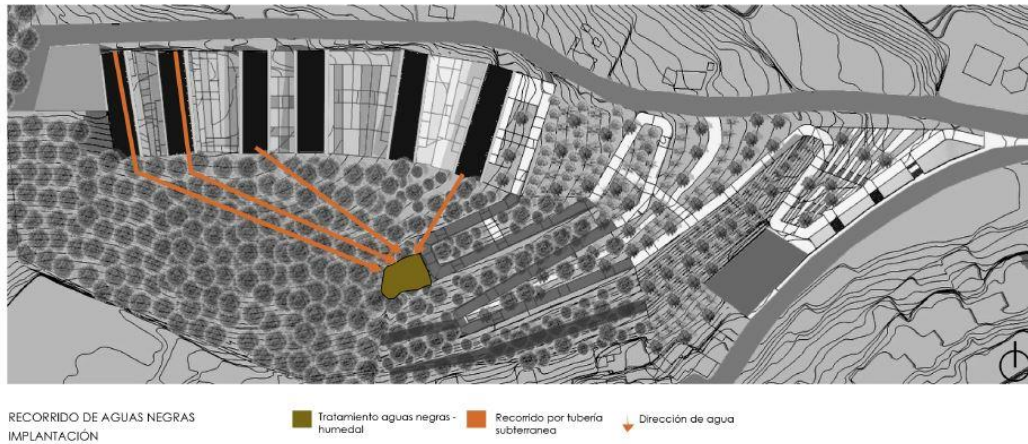 RECORRIDO DE AGUAS NEGRAS
IMPLANTACIÓN
Tratamiento aguas negras -
humedal
Recorrido por tubería
subterranea
Dirección de agua